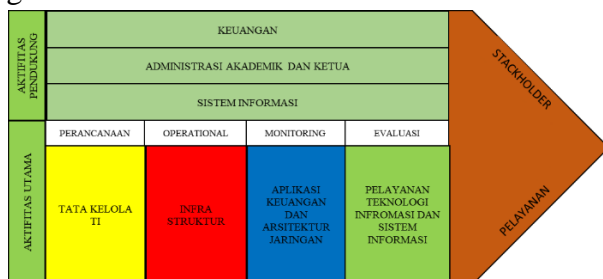 AKTIFITAS
PENDUKUNG
KEUANGAN
ADMINISTRASI AKADEMIK DAN KETUA
SISTEM INFORMASI
STACKHOLDER
AKTIFITAS UTAMA
PERANCANAAN
OPERATIONAL
MONITORING
EVALUASI
TATA KELOLA
TI
INFRA
STRUKTUR
APLIKASI
KEUANGAN
DAN
ARSITEKTUR
JARINGAN
PELAYANAN
TEKNOLOGI
INFROMASI DAN
SISTEM
INFORMASI
PELAYANAN